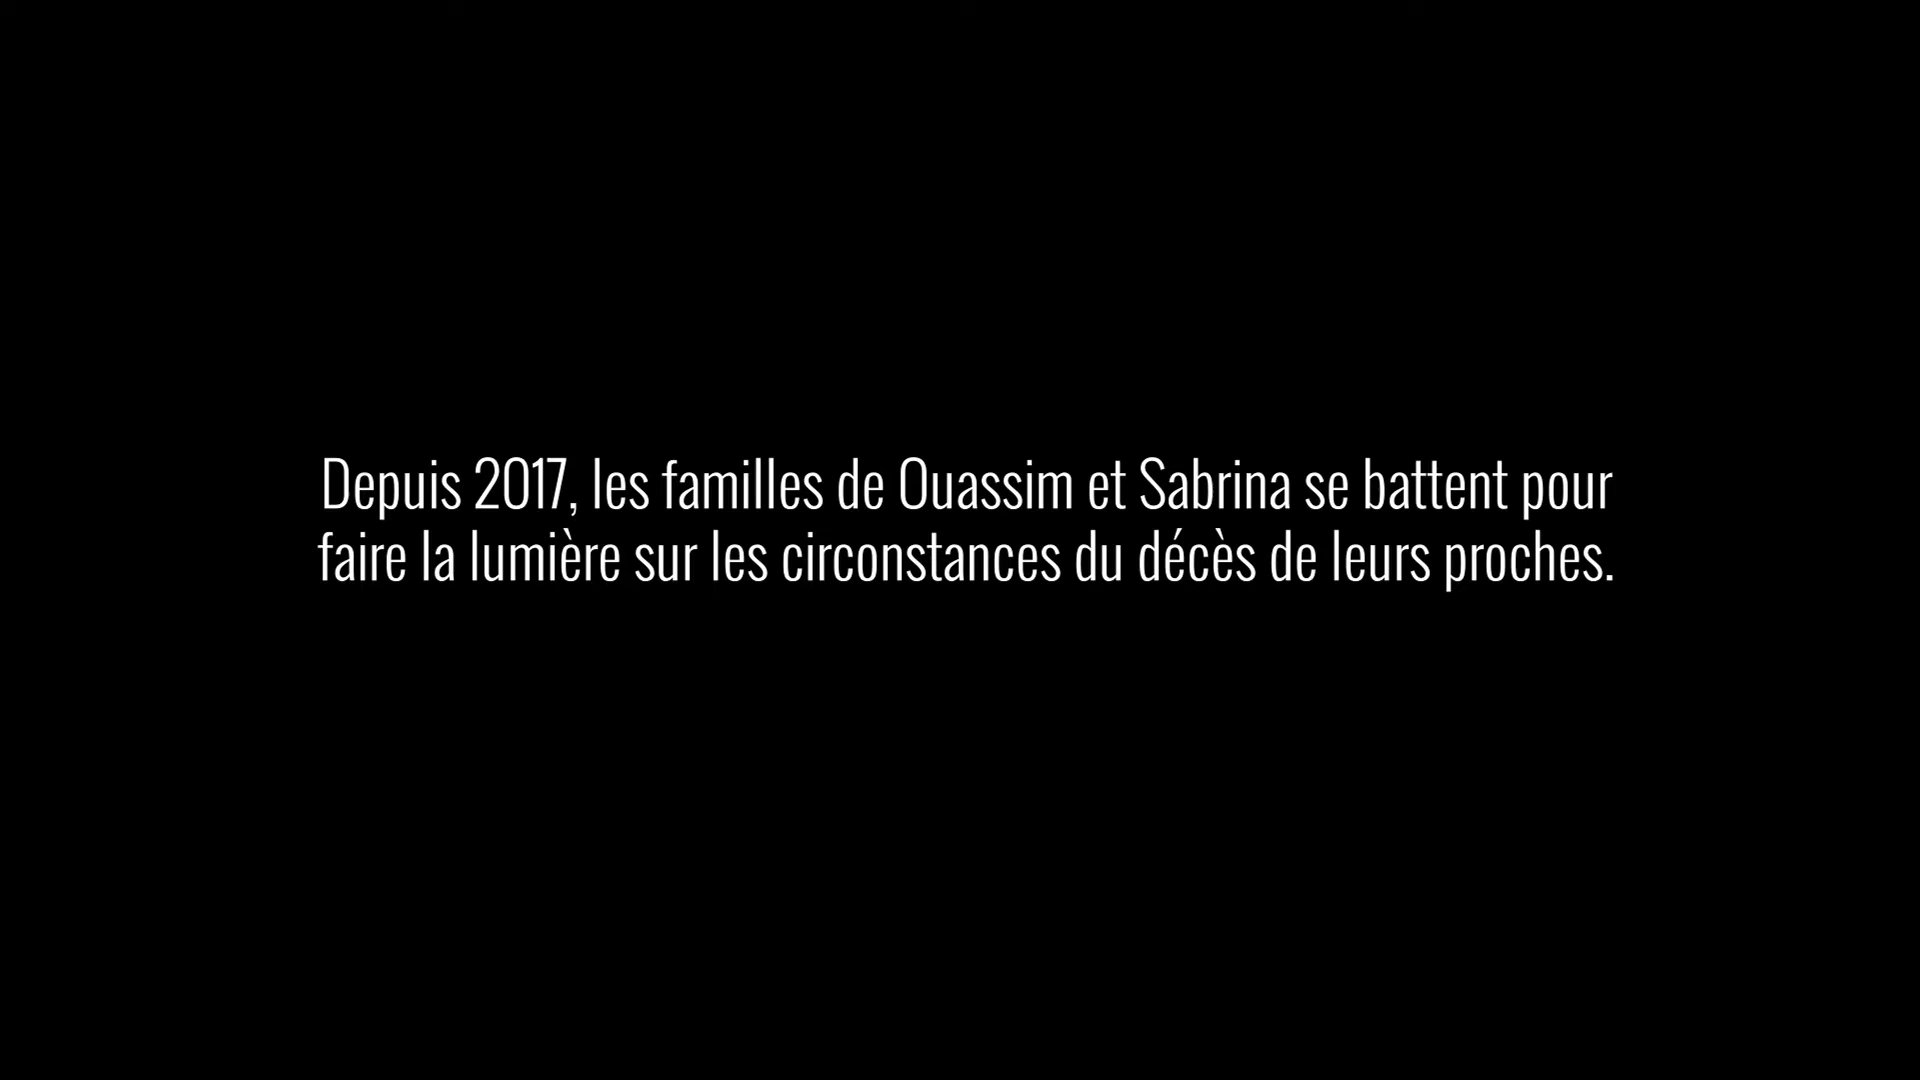 Depuis 2017, les familles de Ouassim et Sabrina se battent pour
faire la lumière sur les circonstances du décès de leurs proches.